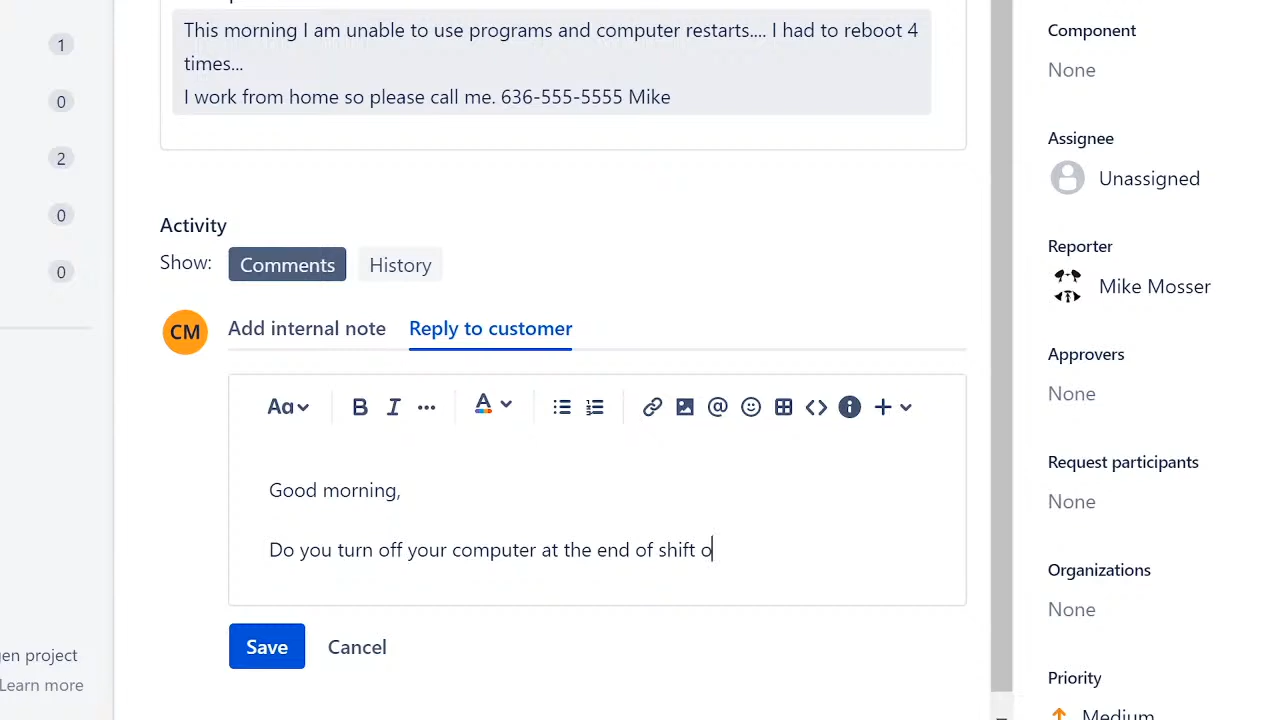 1
0
2
0
0
en project
Learn more
This morning I am unable to use programs and computer restarts.... I had to reboot 4
times...
I work from home so please call me. 636-555-5555 Mike
Activity
Show:
Comments
History
CM
Add internal note
Reply to customer
Aa
B
I
A
Good morning,
Do you turn off your computer at the end of shift o
Save
Cancel
Component
None
Assignee
Unassigned
Reporter
Mike Mosser
Approvers
None
Request participants
None
Organizations
None
Priority
Medium